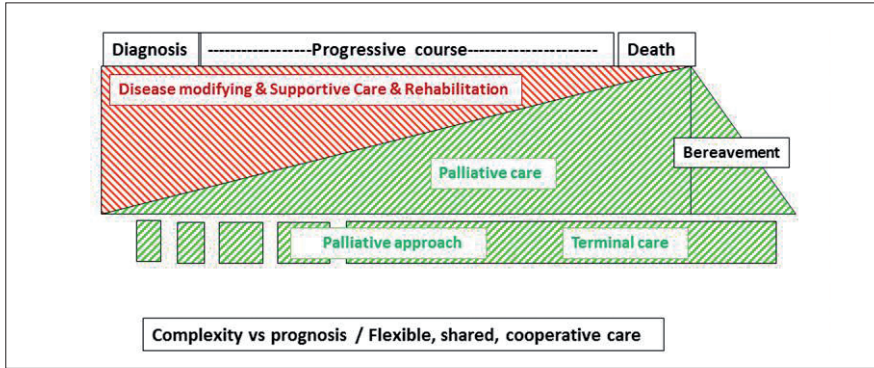 Diagnosis ------------------Progressive course----------------------- Death
Disease modifying & Supportive Care & Rehabilitation
Bereavement
Palliative care
Palliative approach Terminal care
Complexity vs prognosis / Flexible, shared, cooperative care